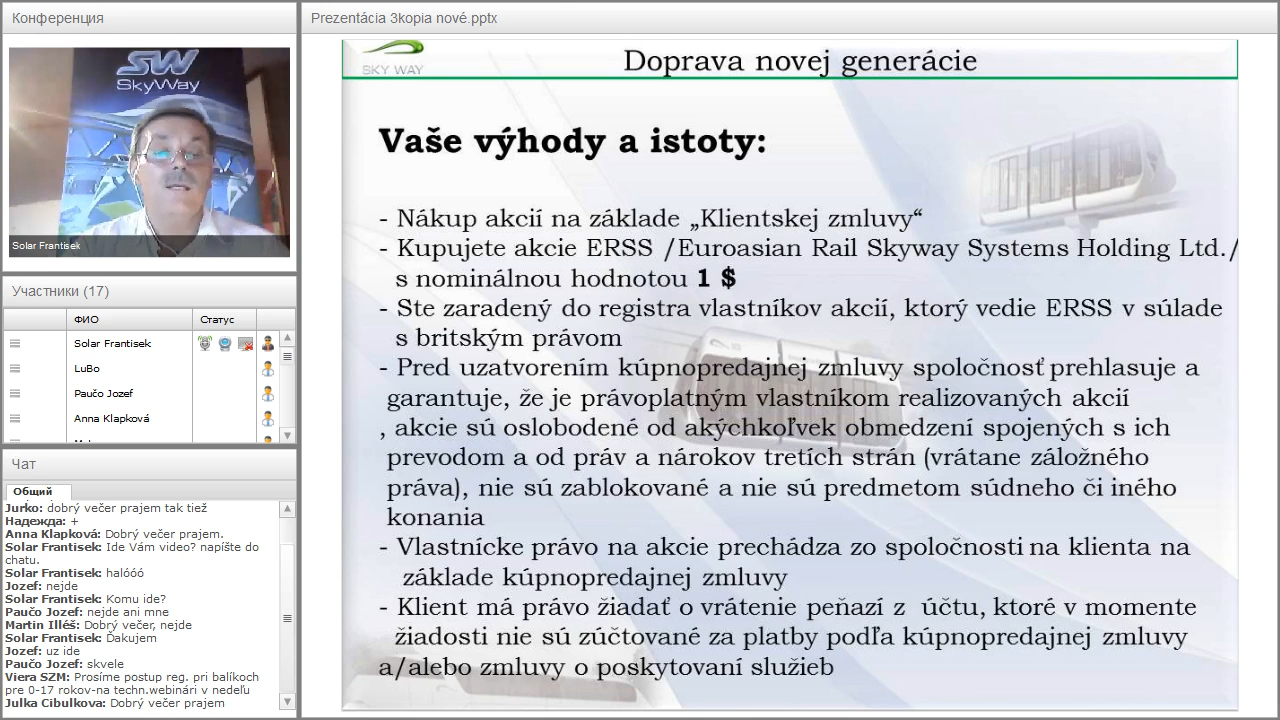 Конференция
SW
SkyWay
Solar Frantisek
Участники (17)
ФИО
Статус
Solar Frantisek
LuBo
Paučo Jozef
Anna Klapková
Чат
Общий
Jurko: dobrý večer prajem tak tiež
Надежда: +
Anna Klapková: Dobrý večer prajem.
Solar Frantisek: Ide Vám video? napíšte do
chatu.
Solar Frantisek: halóóó
Jozef: nejde
Solar Frantisek: Komu ide?
Paučo Jozef: nejde ani mne
Martin Illéš: Dobrý večer, nejde
Solar Frantisek: Ďakujem
Jozef: uz ide
Paučo Jozef: skvele
Viera SZM: Prosíme postup reg. pri balíkoch
pre 0-17 rokov-na techn.webinári v nedeľu
Julka Cibulkova: Dobrý večer prajem
Prezentácia 3kopia nové.pptx
SKY WAY
Doprava novej generácie
Vaše výhody a istoty:
- Nákup akcií na základe „Klientskej zmluvy“
- Kupujete akcie ERSS /Euroasian Rail Skyway Systems Holding Ltd./
s nominálnou hodnotou 1 $
- Ste zaradený do registra vlastníkov akcií, ktorý vedie ERSS v súlade
s britským právom
- Pred uzatvorením kúpnopredajnej zmluvy spoločnosť prehlasuje a
garantuje, že je právoplatným vlastníkom realizovaných akcií
, akcie sú oslobodené od akýchkoľvek obmedzení spojených s ich
prevodom a od práv a nárokov tretích strán (vrátane záložného
práva), nie sú zablokované a nie sú predmetom súdneho či iného
konania
- Vlastnícke právo na akcie prechádza zo spoločnosti na klienta na
základe kúpnopredajnej zmluvy
- Klient má právo žiadať o vrátenie peňazí z účtu, ktoré v momente
žiadosti nie sú zúčtované za platby podľa kúpnopredajnej zmluvy
a/alebo zmluvy o poskytovaní služieb